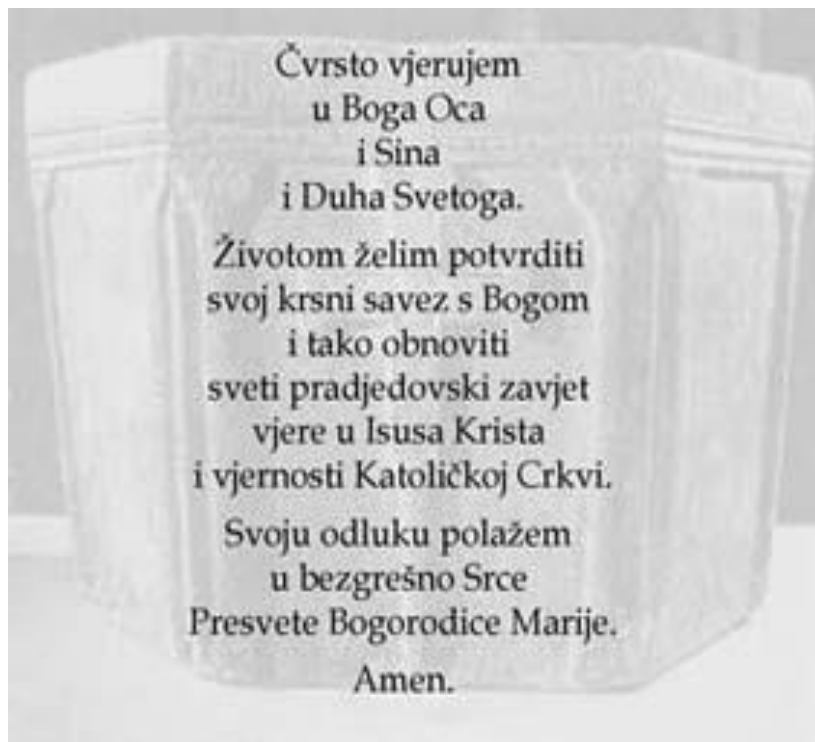 Čvrsto vjerujem
u Boga Oca
i Sina
i Duha Svetoga.
Životom želim potvrditi
svoj krsni savez s Bogom
i tako obnoviti
sveti pradjedovski zavjet
vjere u Isusa Krista
i vjernosti Katoličkoj Crkvi.
Svoju odluku polažem
u bezgrešno Srce
Presvete Bogorodice Marije.
Amen.